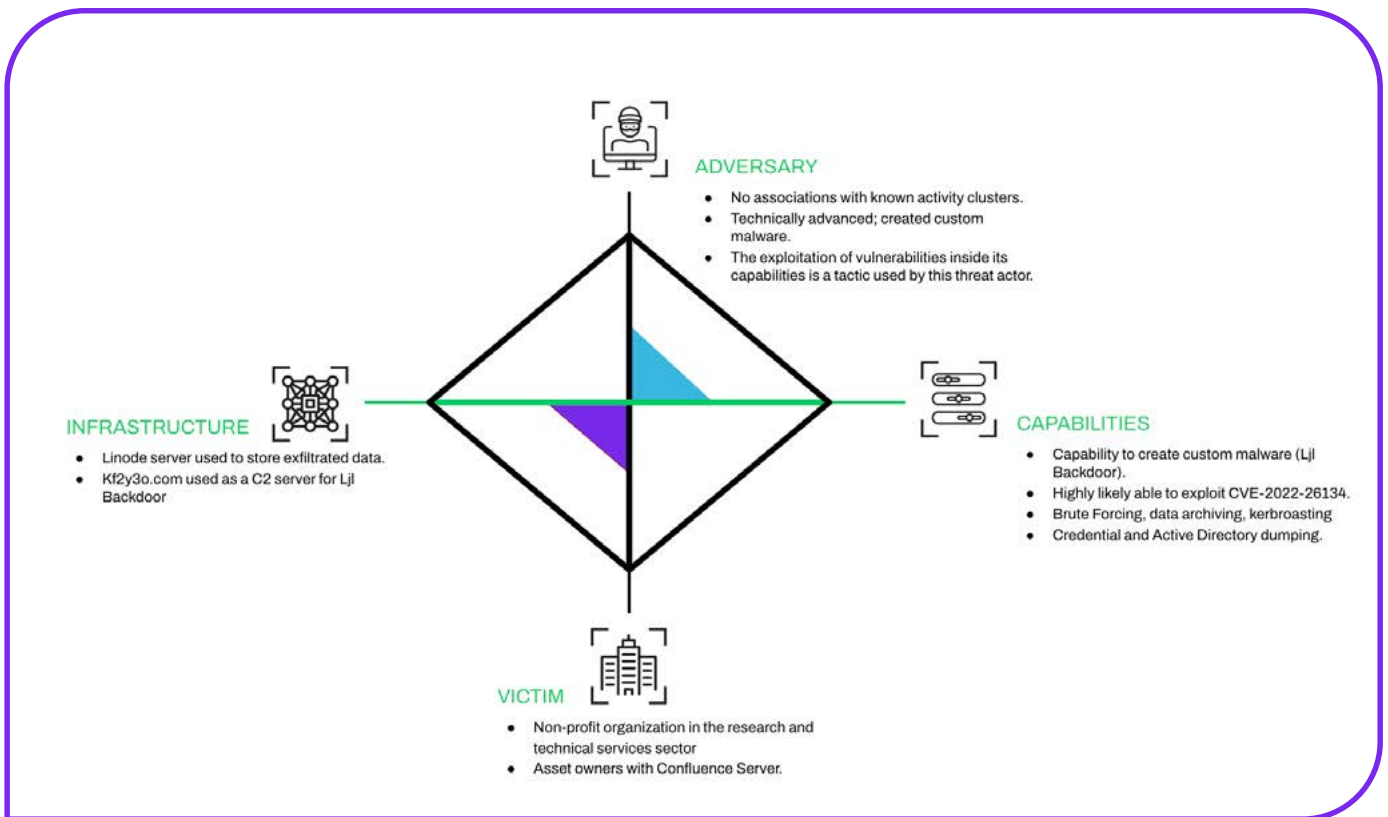 ADVERSARY
• No associations with known activity clusters.
• Technically advanced; created custom
malware.
• The exploitation of vulnerabilities inside its
capabilities is a tactic used by this threat actor.
INFRASTRUCTURE
• Linode server used to store exfiltrated data.
• Kf2y3o.com used as a C2 server for Ljl
Backdoor
CAPABILITIES
• Capability to create custom malware (Ljl
Backdoor).
• Highly likely able to exploit CVE-2022-26134.
• Brute Forcing, data archiving, kerbroasting
• Credential and Active Directory dumping.
VICTIM
• Non-profit organization in the research and
technical services sector
• Asset owners with Confluence Server.